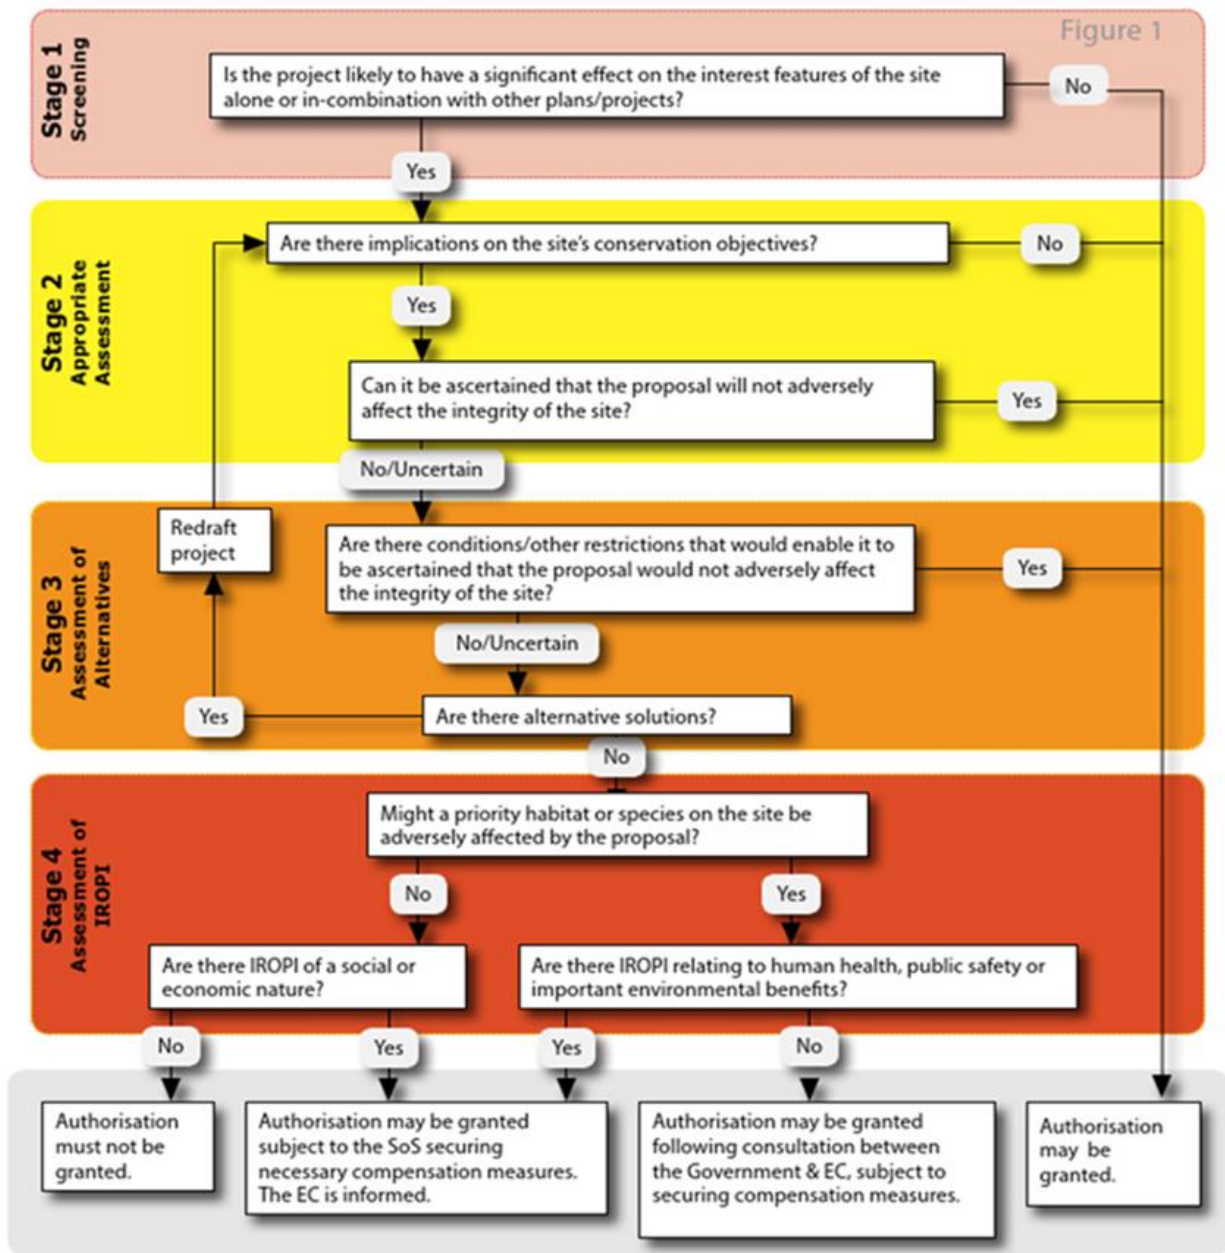 Figure 1
Stage 1
Screening
Is the project likely to have a significant effect on the interest features of the site
alone or in-combination with other plans/projects?
No
Yes
Stage 2
Appropriate
Assessment
Are there implications on the site's conservation objectives?
No
Yes
Can it be ascertained that the proposal will not adversely
affect the integrity of the site?
Yes
No/Uncertain
Stage 3
Assessment of
Alternatives
Redraft
project
Are there conditions/other restrictions that would enable it to
be ascertained that the proposal would not adversely affect
the integrity of the site?
Yes
No/Uncertain
Are there alternative solutions?
Yes
No
Stage 4
Assessment of
IROPI
Might a priority habitat or species on the site be
adversely affected by the proposal?
No
Yes
Are there IROPI of a social or
economic nature?
Are there IROPI relating to human health, public safety or
important environmental benefits?
No
Yes
Yes
No
Authorisation
must not be
granted.
Authorisation may be granted
subject to the SoS securing
necessary compensation measures.
The EC is informed.
Authorisation may be granted
following consultation between
the Government & EC, subject to
securing compensation measures.
Authorisation
may be
granted.